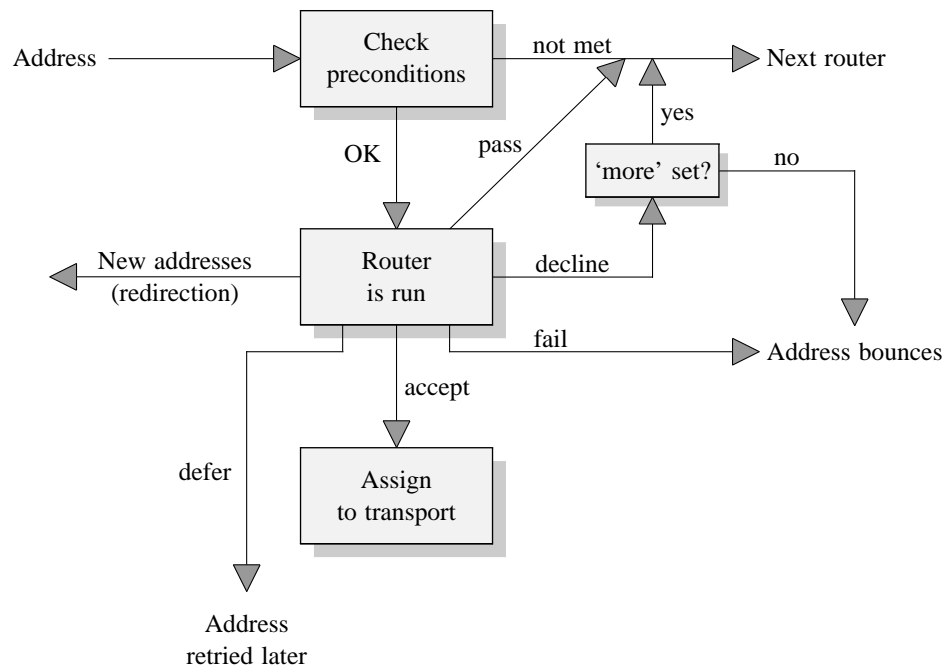 Address
Check
preconditions
not met
Next router
OK
pass
yes
‘more’ set?
no
New addresses
(redirection)
Router
is run
decline
fail
Address bounces
accept
defer
Assign
to transport
Address
retried later